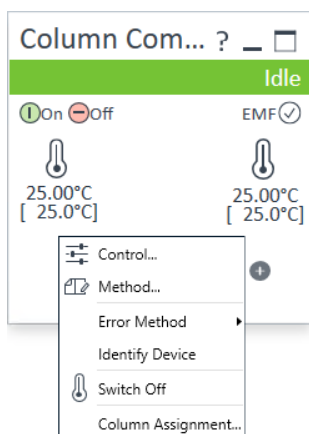 Column Com... ?
Idle
On Off EMF
25.00°C 25.00°C
[ 25.0°C] [ 25.0°C]
Control...
Method...
Error Method
Identify Device
Switch Off
Column Assignment...